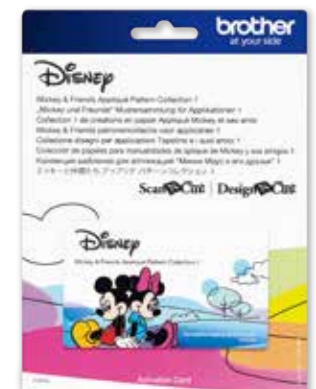 brother
at your side
Disney
Mickey & Friends Appliqué Pattern Collection 1
„Mickey und Freunde“ Mustersammlung für Applikationen 1
Collection 1 de créations en papier Appliqué Mickey et ses amis
Mickey & Friends patronencollectie voor applicaties 1
Collezione disegni per applicazioni Topolino e i suoi amici 1
Colección de papeles para manualidades de aplique de Mickey y sus amigos 1
Коллекция шаблонов для аппликации "Микки Маус и его друзья" 1
ミッキーと仲間たち アップリケ パターンコレクション 1
ScanNCut DesignNCut
Disney
Mickey & Friends Appliqué Pattern Collection 1
Activation Card